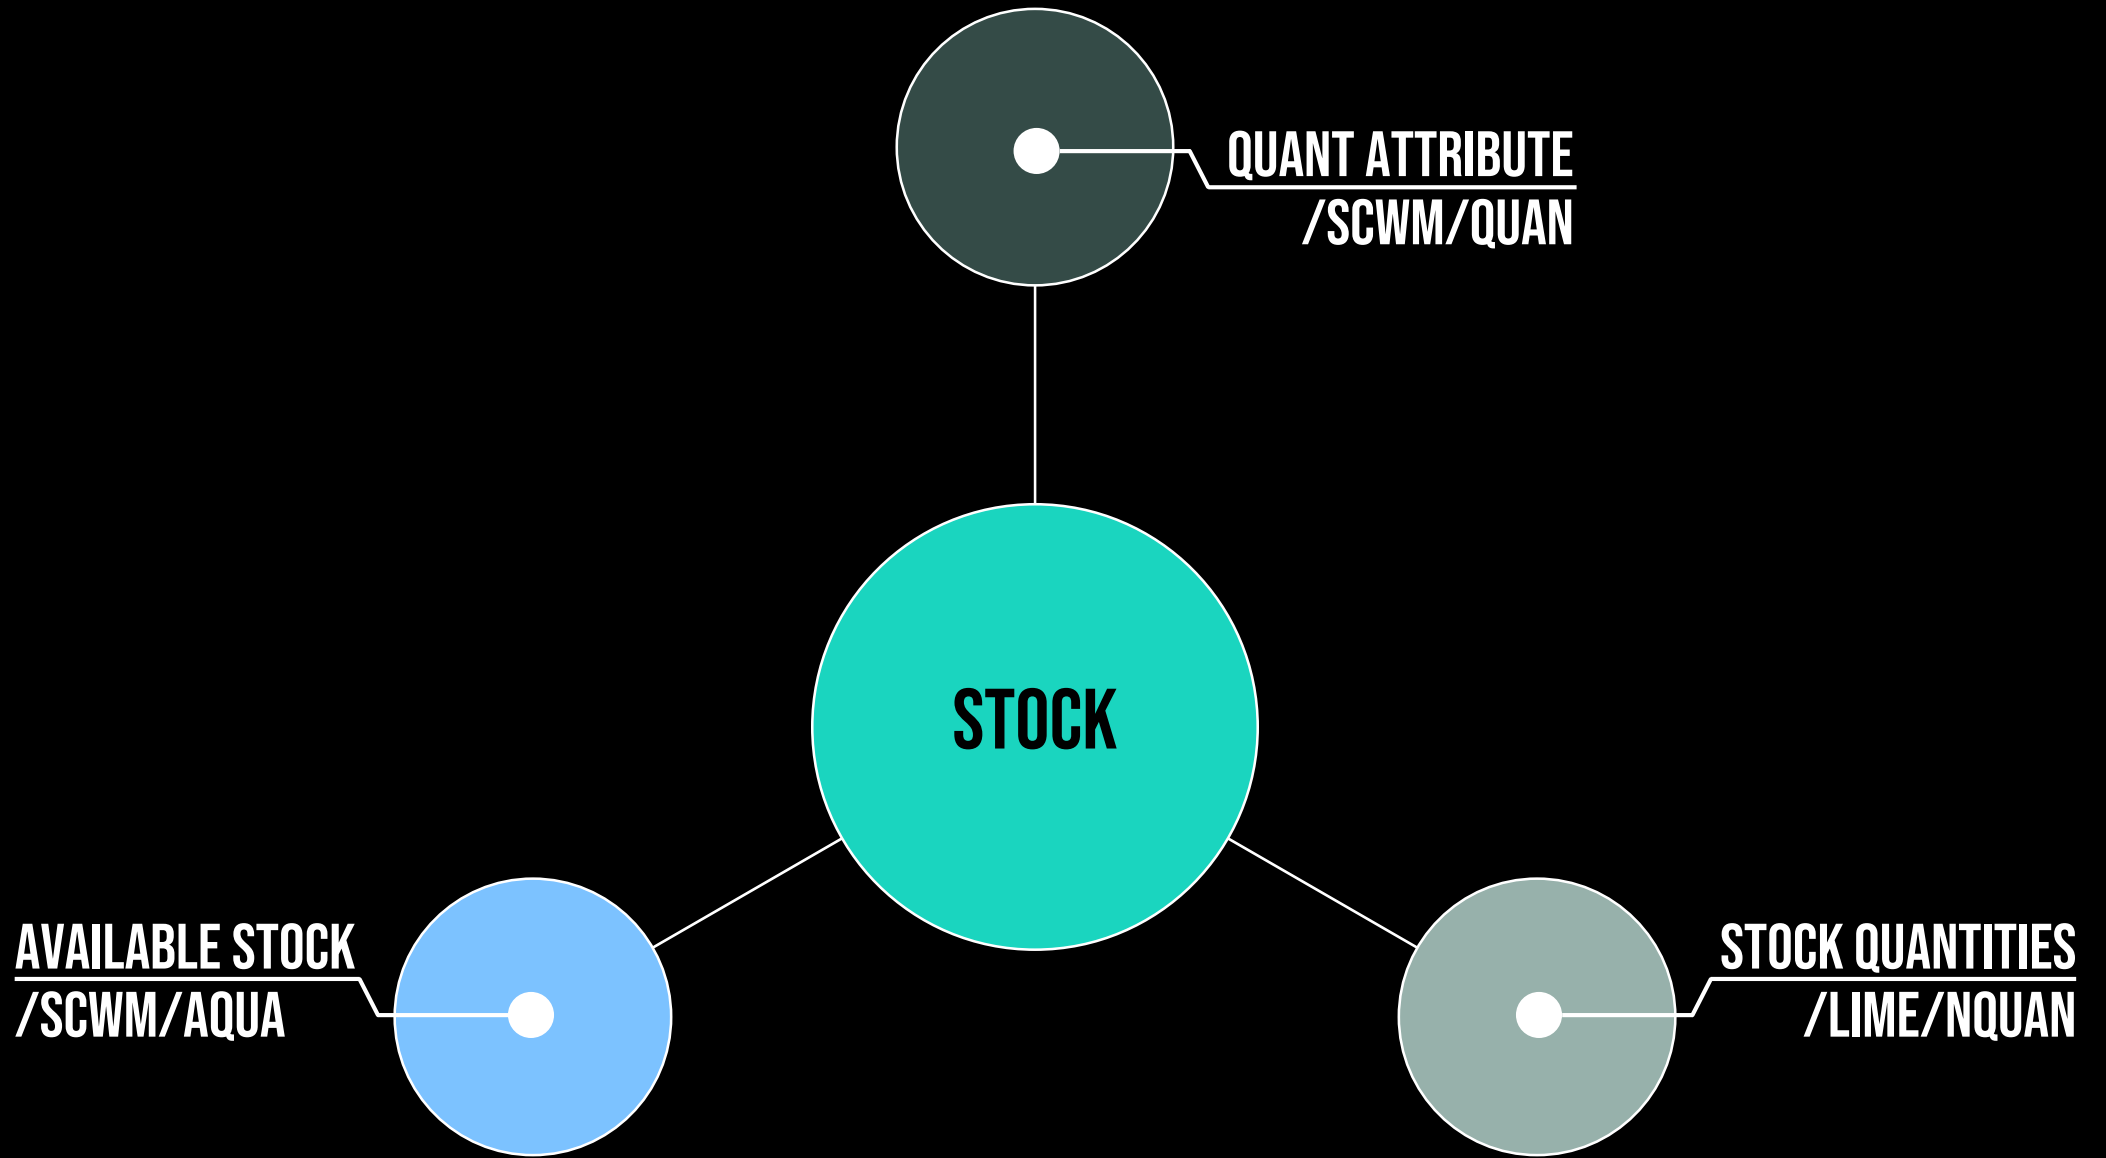 QUANT ATTRIBUTE
/SCWM/QUAN
STOCK
AVAILABLE STOCK
/SCWM/AQUA
STOCK QUANTITIES
/LIME/NQUAN